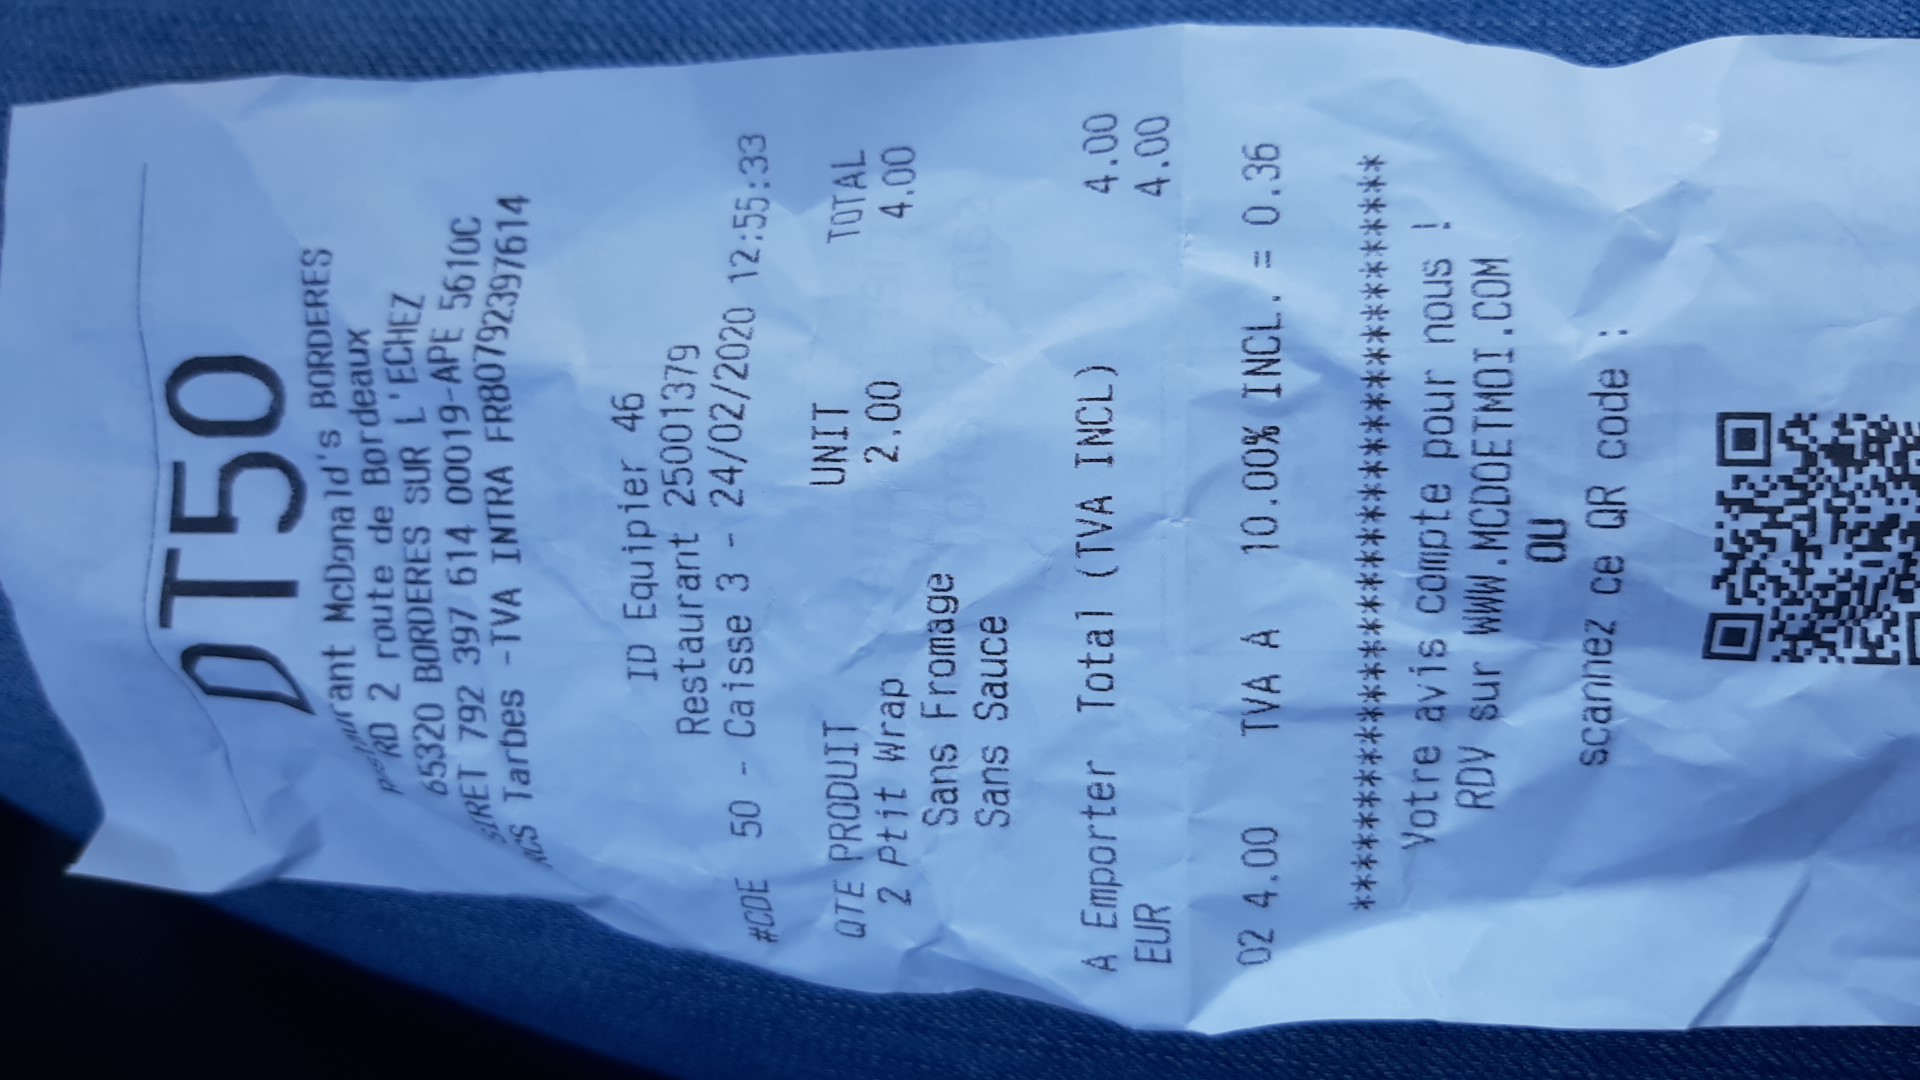 DT50
Restaurant McDonald's BORDERES
RD 2 route de Bordeaux
65320 BORDERES SUR L'ECHEZ
SIRET 792 397 614 00019-APE 5610C
RCS Tarbes -TVA INTRA FR80792397614
ID Equipier 46
Restaurant 25001379
#CDE 50 - Caisse 3 - 24/02/2020 12:55:33
QTE PRODUIT UNIT TOTAL
2 Ptit Wrap 2.00 4.00
Sans Fromage
Sans Sauce
A Emporter Total (TVA INCL) 4.00
EUR 4.00
02 4.00 TVA A 10.00% INCL. = 0.36
****************************************
Votre avis compte pour nous !
RDV sur WWW.MCDOETMOI.COM
OU
scannez ce QR code :